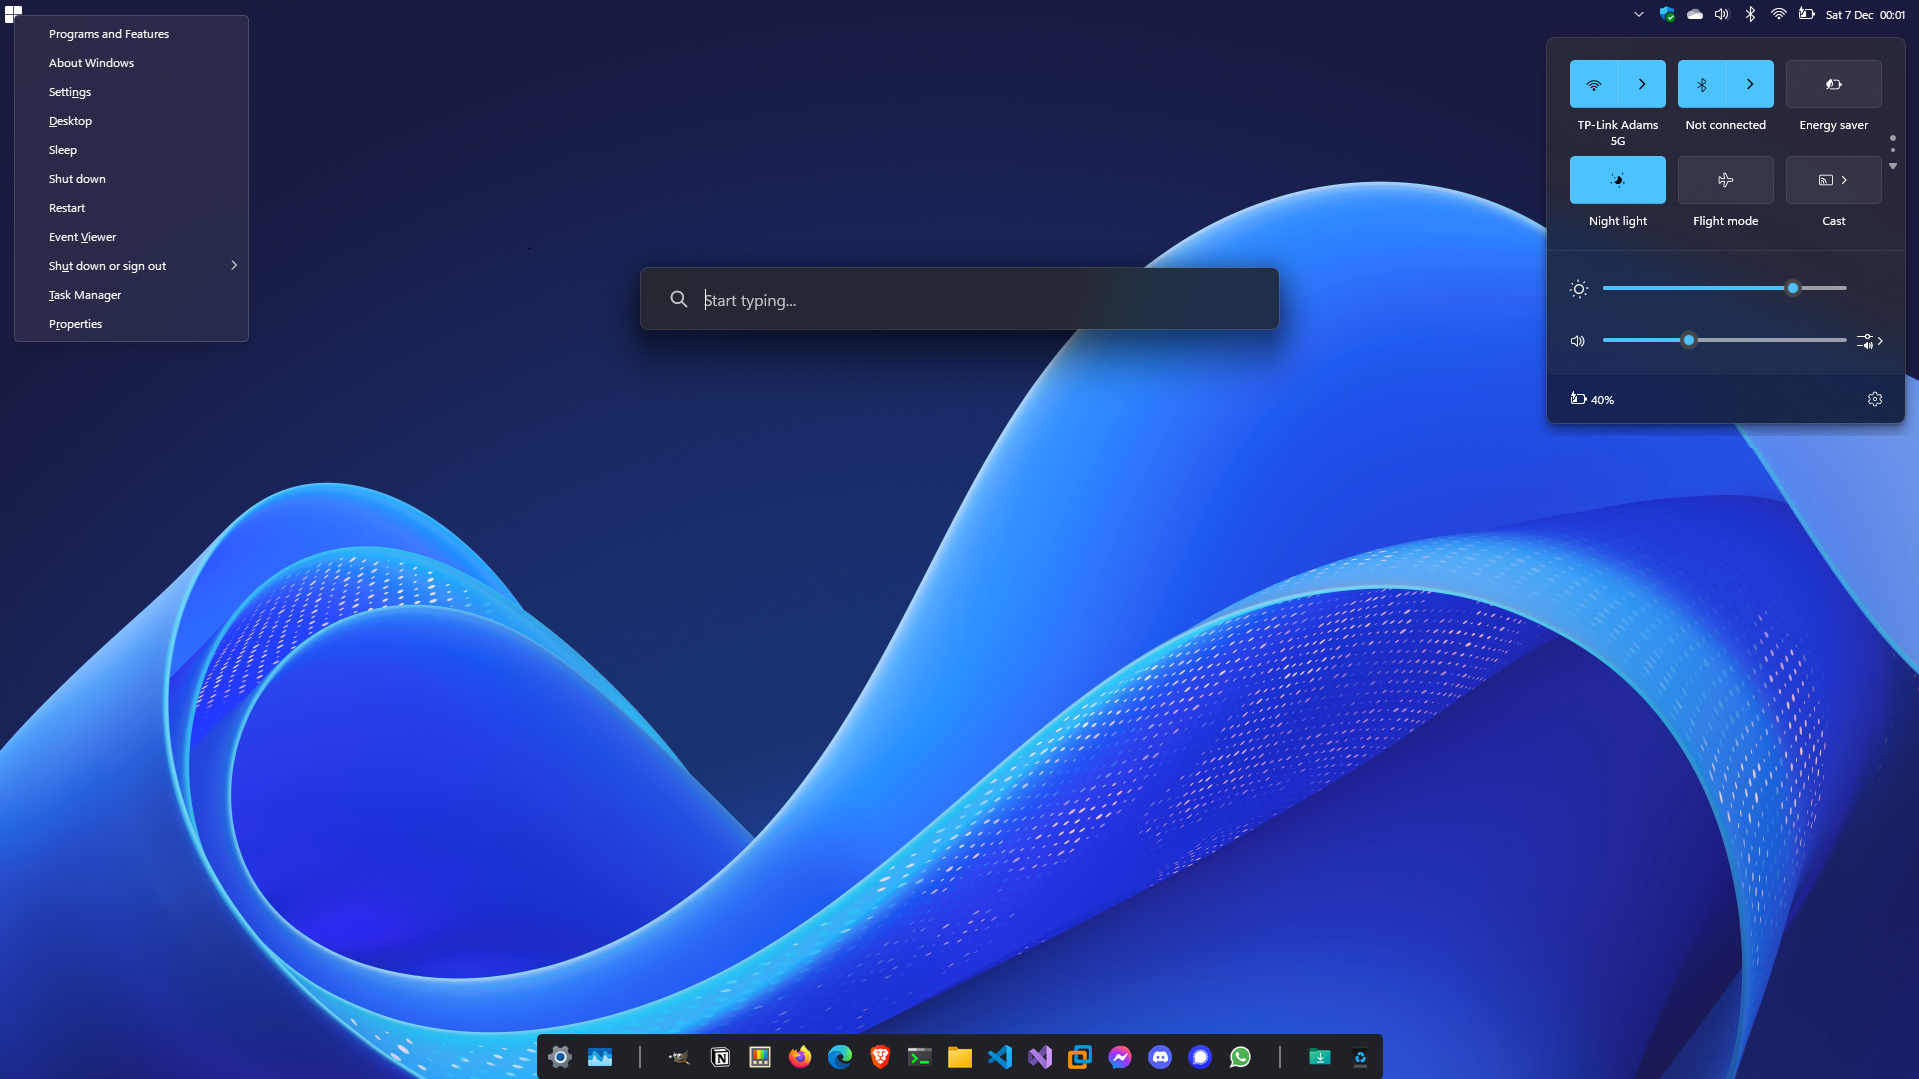 Sat 7 Dec 00:01
Programs and Features
About Windows
Settings
Desktop
Sleep
Shut down
Restart
Event Viewer
Shut down or sign out
Task Manager
Properties
Start typing...
TP-Link Adams
5G
Not connected
Energy saver
Night light
Flight mode
Cast
40%